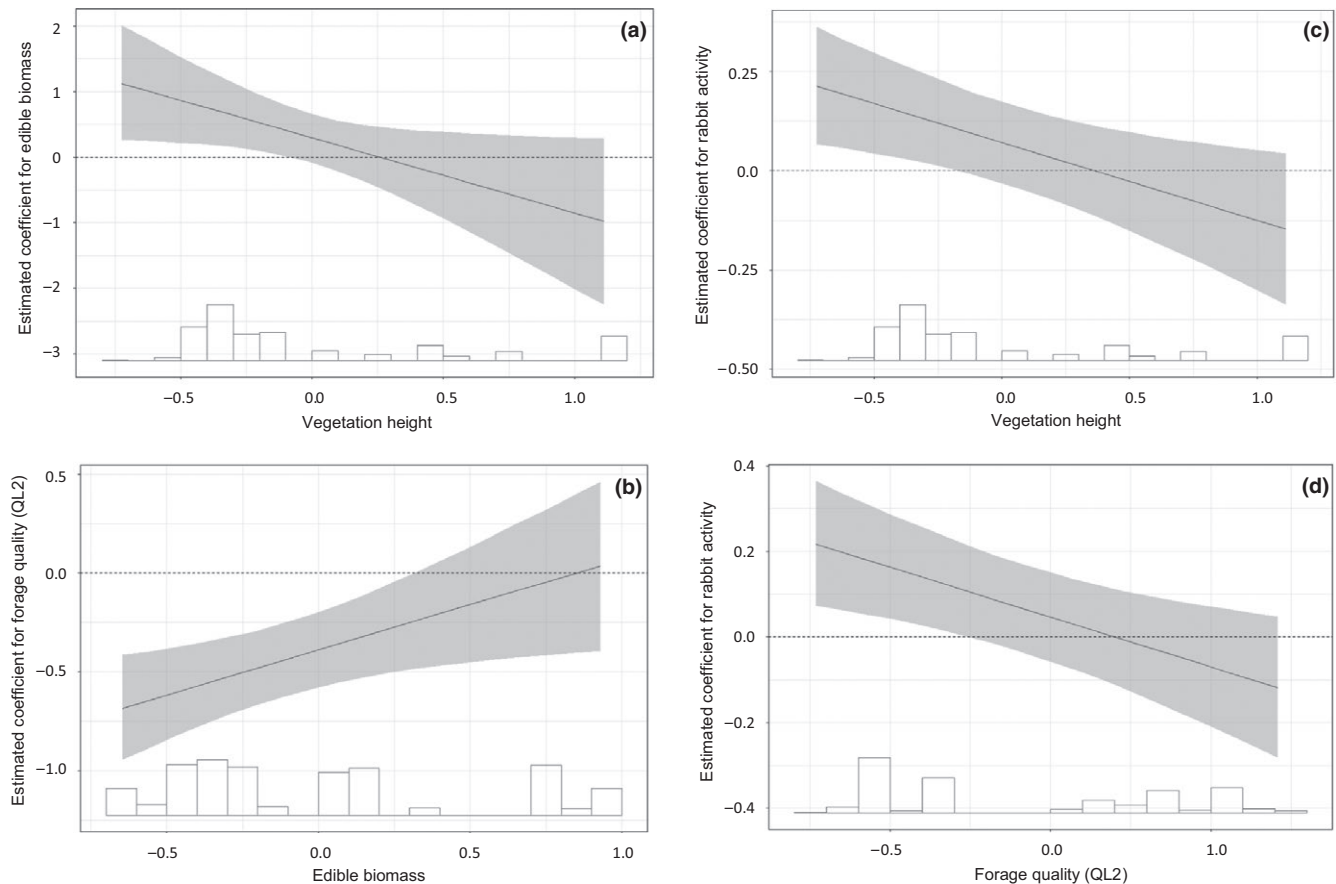 (a)
Estimated coefficient for edible biomass
2
1
0
−1
−2
−3
−0.5 0.0 0.5 1.0
Vegetation height
(c)
Estimated coefficient for rabbit activity
0.25
0.0
−0.25
−0.50
−0.5 0.0 0.5 1.0
Vegetation height
(b)
Estimated coefficient for forage quality (QL2)
0.5
0.0
−0.5
−1.0
−0.5 0.0 0.5 1.0
Edible biomass
(d)
Estimated coefficient for rabbit activity
0.4
0.2
0.0
−0.2
−0.4
−0.5 0.0 1.0
Forage quality (QL2)